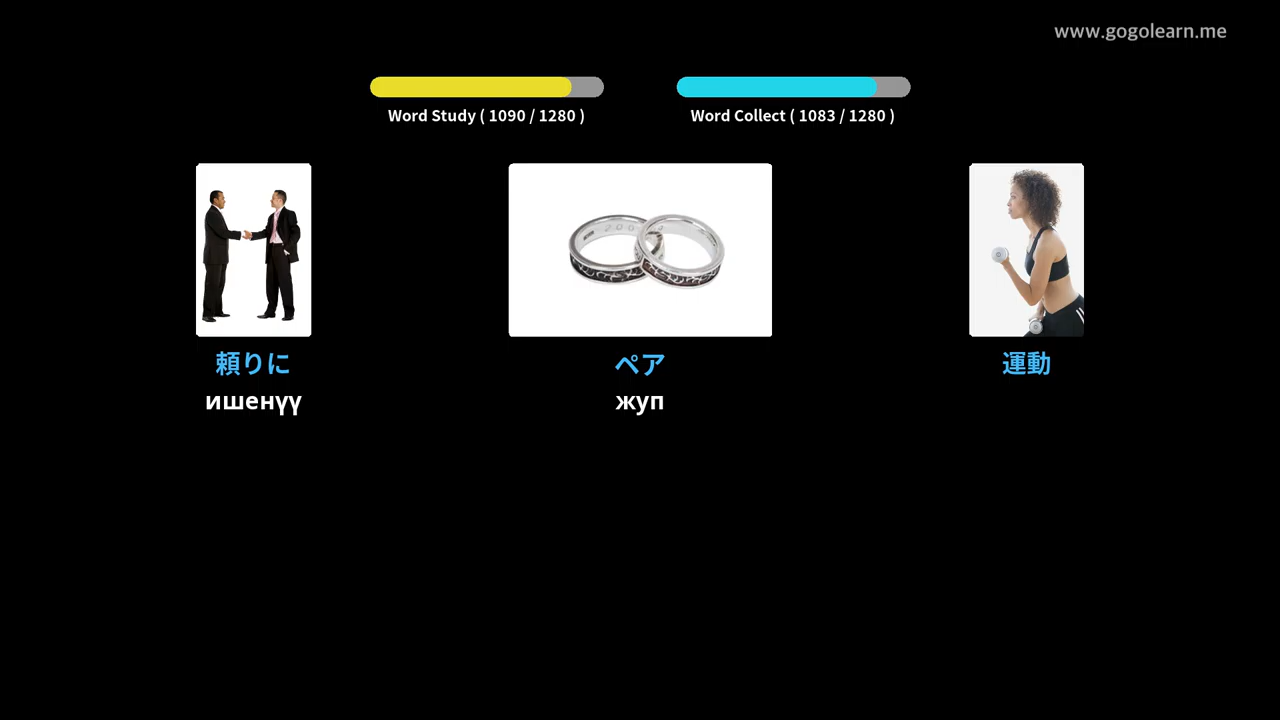 www.gogolearn.me
Word Study ( 1090 / 1280 )
Word Collect ( 1083 / 1280 )
頼りに
ペア
運動
ишенүү
жуп